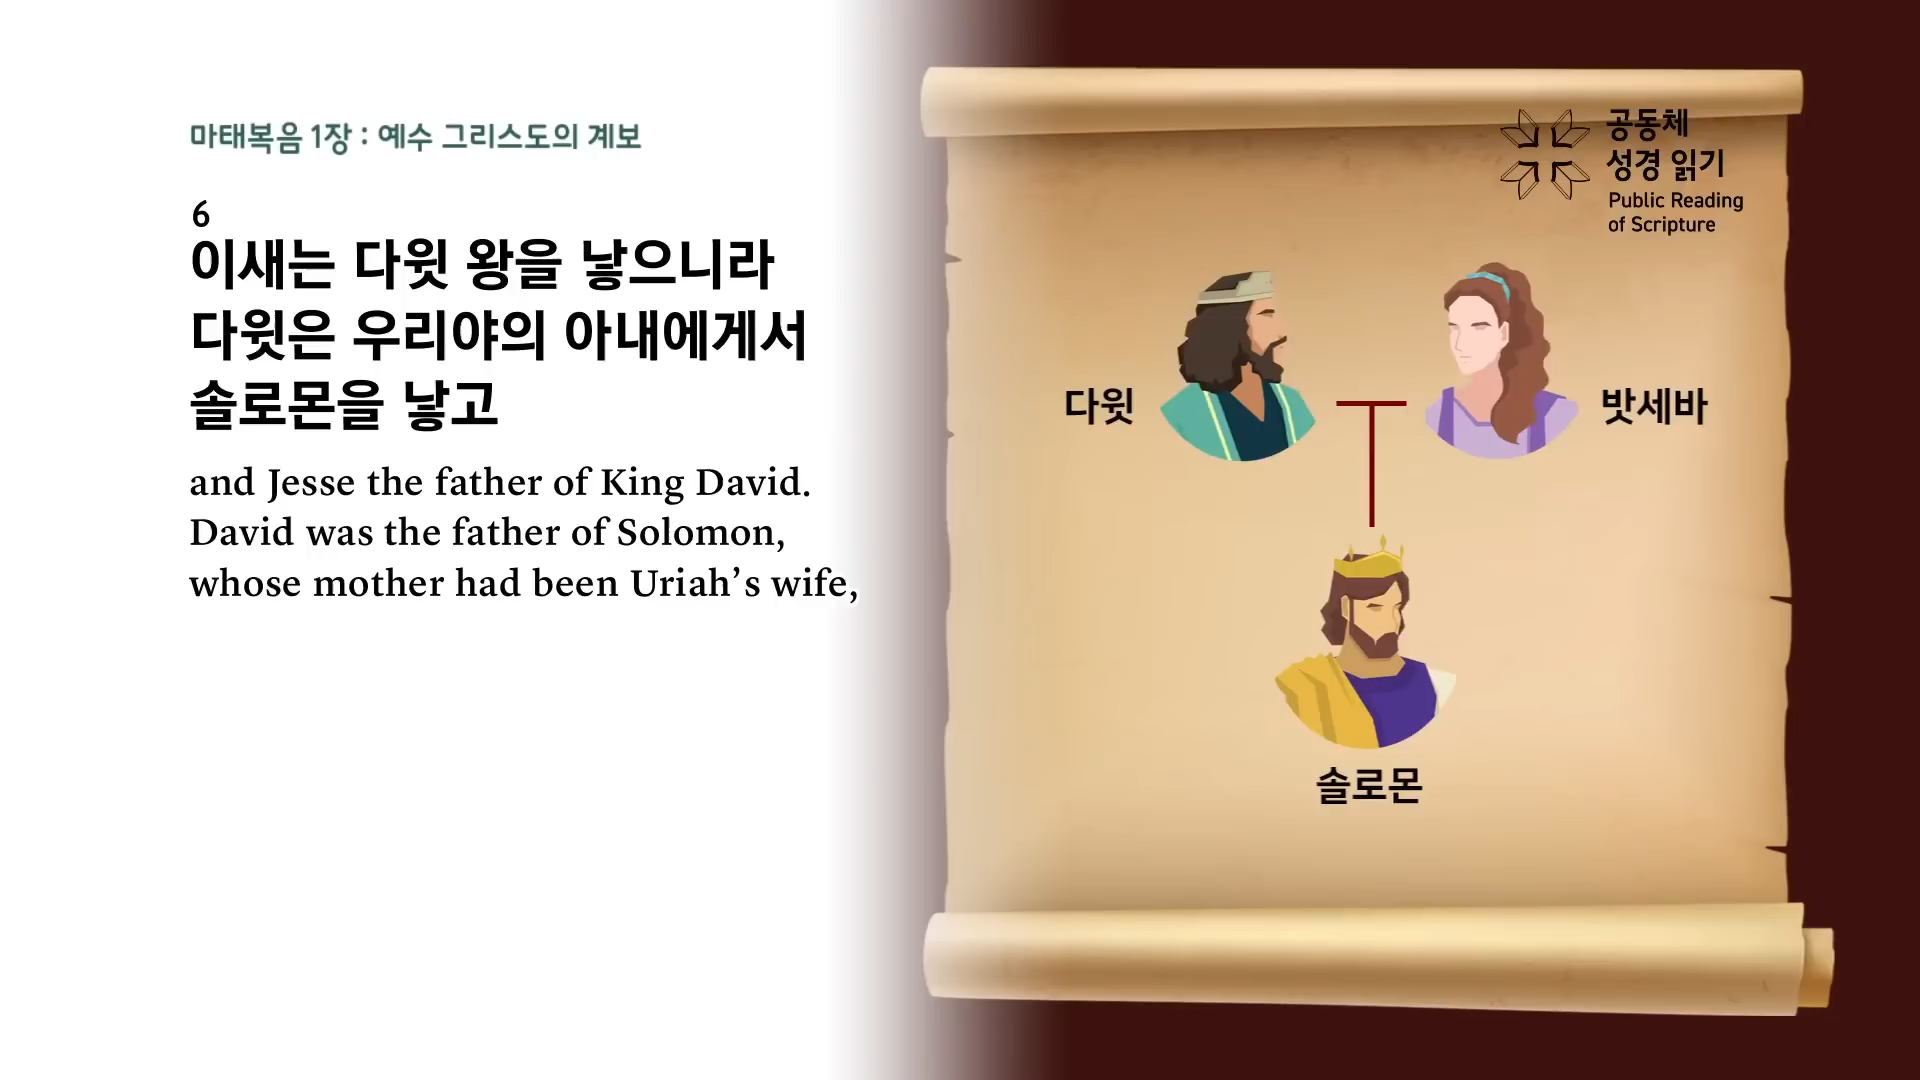 마태복음 1장 : 예수 그리스도의 계보
6
이새는 다윗 왕을 낳으니라
다윗은 우리야의 아내에게서
솔로몬을 낳고
and Jesse the father of King David.
David was the father of Solomon,
whose mother had been Uriah’s wife,
공동체
성경 읽기
Public Reading
of Scripture
다윗
밧세바
솔로몬